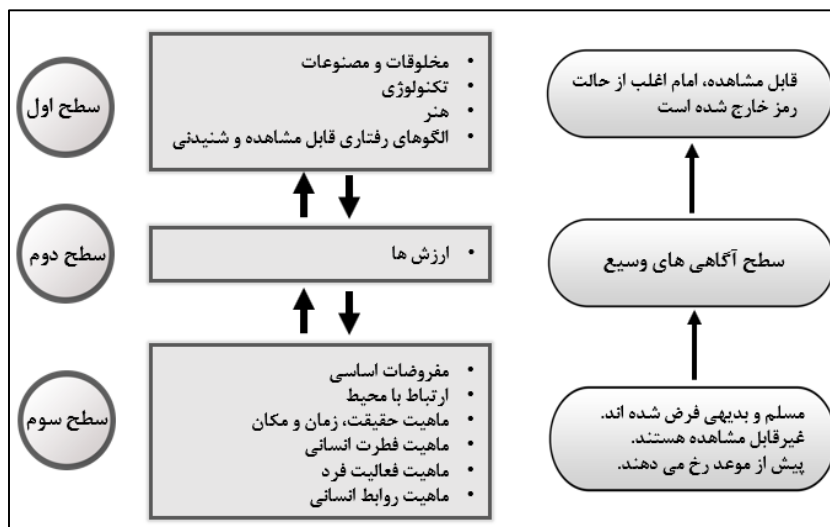 سطح اول
• مخلوقات و مصنوعات
• تکنولوژی
• هنر
• الگوهای رفتاری قابل مشاهده و شنیدنی
قابل مشاهده، امام اغلب از حالت
رمز خارج شده است
سطح دوم
• ارزش ها
سطح آگاهی های وسیع
سطح سوم
• مفروضات اساسی
• ارتباط با محیط
• ماهیت حقیقت، زمان و مکان
• ماهیت فطرت انسانی
• ماهیت فعالیت فرد
• ماهیت روابط انسانی
مسلم و بدیهی فرض شده اند.
غیرقابل مشاهده هستند.
پیش از موعد رخ می دهند.